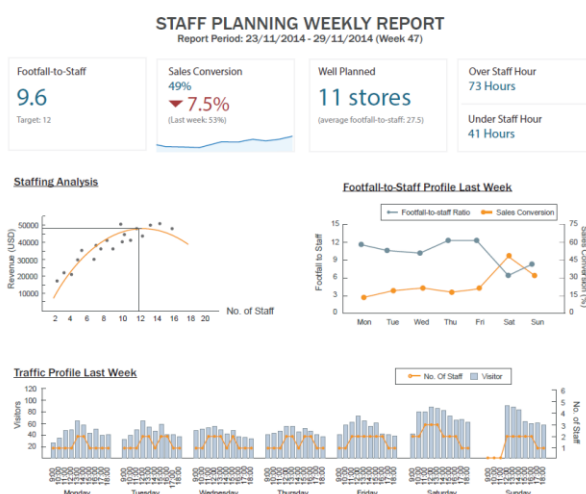 STAFF PLANNING WEEKLY REPORT
Report Period: 23/11/2014 - 29/11/2014 (Week 47)
Footfall-to-Staff
9.6
Target: 12
Sales Conversion
49%
7.5%
(Last week: 53%)
Well Planned
11 stores
(average footfall-to-staff: 27.5)
Over Staff Hour
73 Hours
Under Staff Hour
41 Hours
Staffing Analysis
Revenue (USD)
50000
40000
30000
20000
10000
2 4 6 8 10 12 14 16 18 20
No. of Staff
Footfall-to-Staff Profile Last Week
Footfall-to-staff Ratio
Sales Conversion
Footfall to Staff
15
12
9
6
3
0
75
60
45
30
15
0
Sales Conversion (%)
Mon Tue Wed Thu Fri Sat Sun
Traffic Profile Last Week
No. Of Staff
Visitor
Visitors
120
100
80
60
40
20
6
5
4
3
2
1
No. of Staff
Monday Tuesday Wednesday Thursday Friday Saturday Sunday